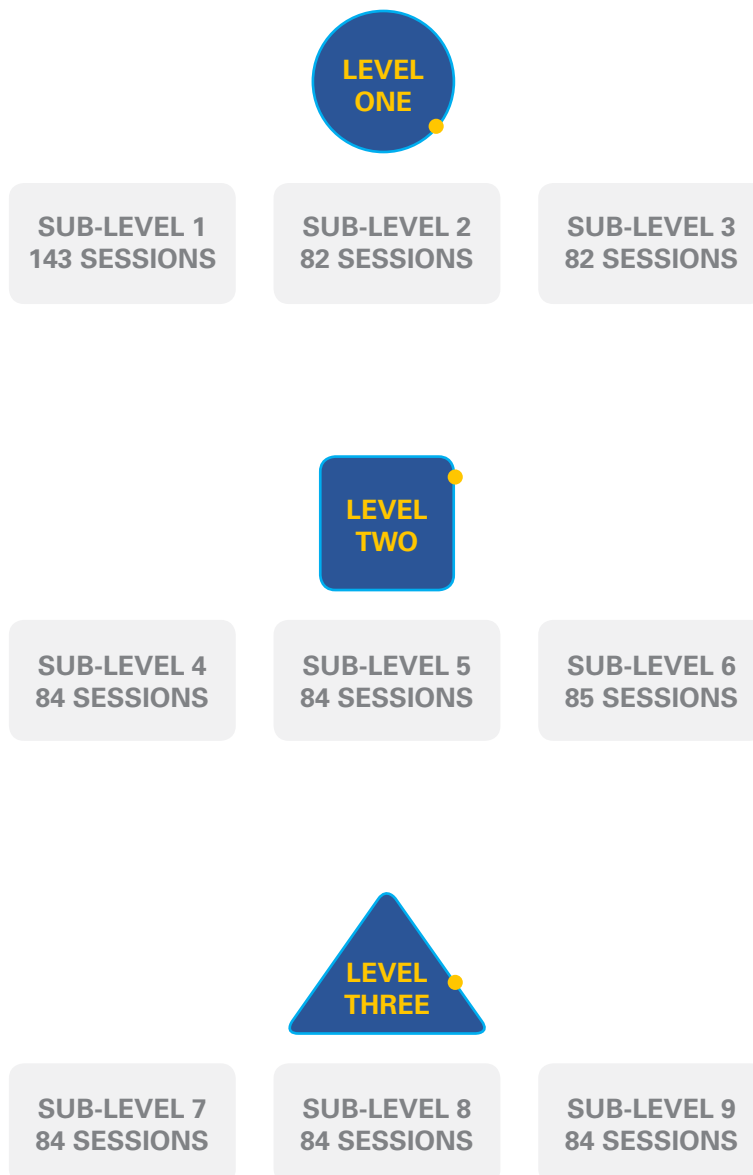 LEVEL
ONE
SUB-LEVEL 1
143 SESSIONS
SUB-LEVEL 2
82 SESSIONS
SUB-LEVEL 3
82 SESSIONS
LEVEL
TWO
SUB-LEVEL 4
84 SESSIONS
SUB-LEVEL 5
84 SESSIONS
SUB-LEVEL 6
85 SESSIONS
LEVEL
THREE
SUB-LEVEL 7
84 SESSIONS
SUB-LEVEL 8
84 SESSIONS
SUB-LEVEL 9
84 SESSIONS